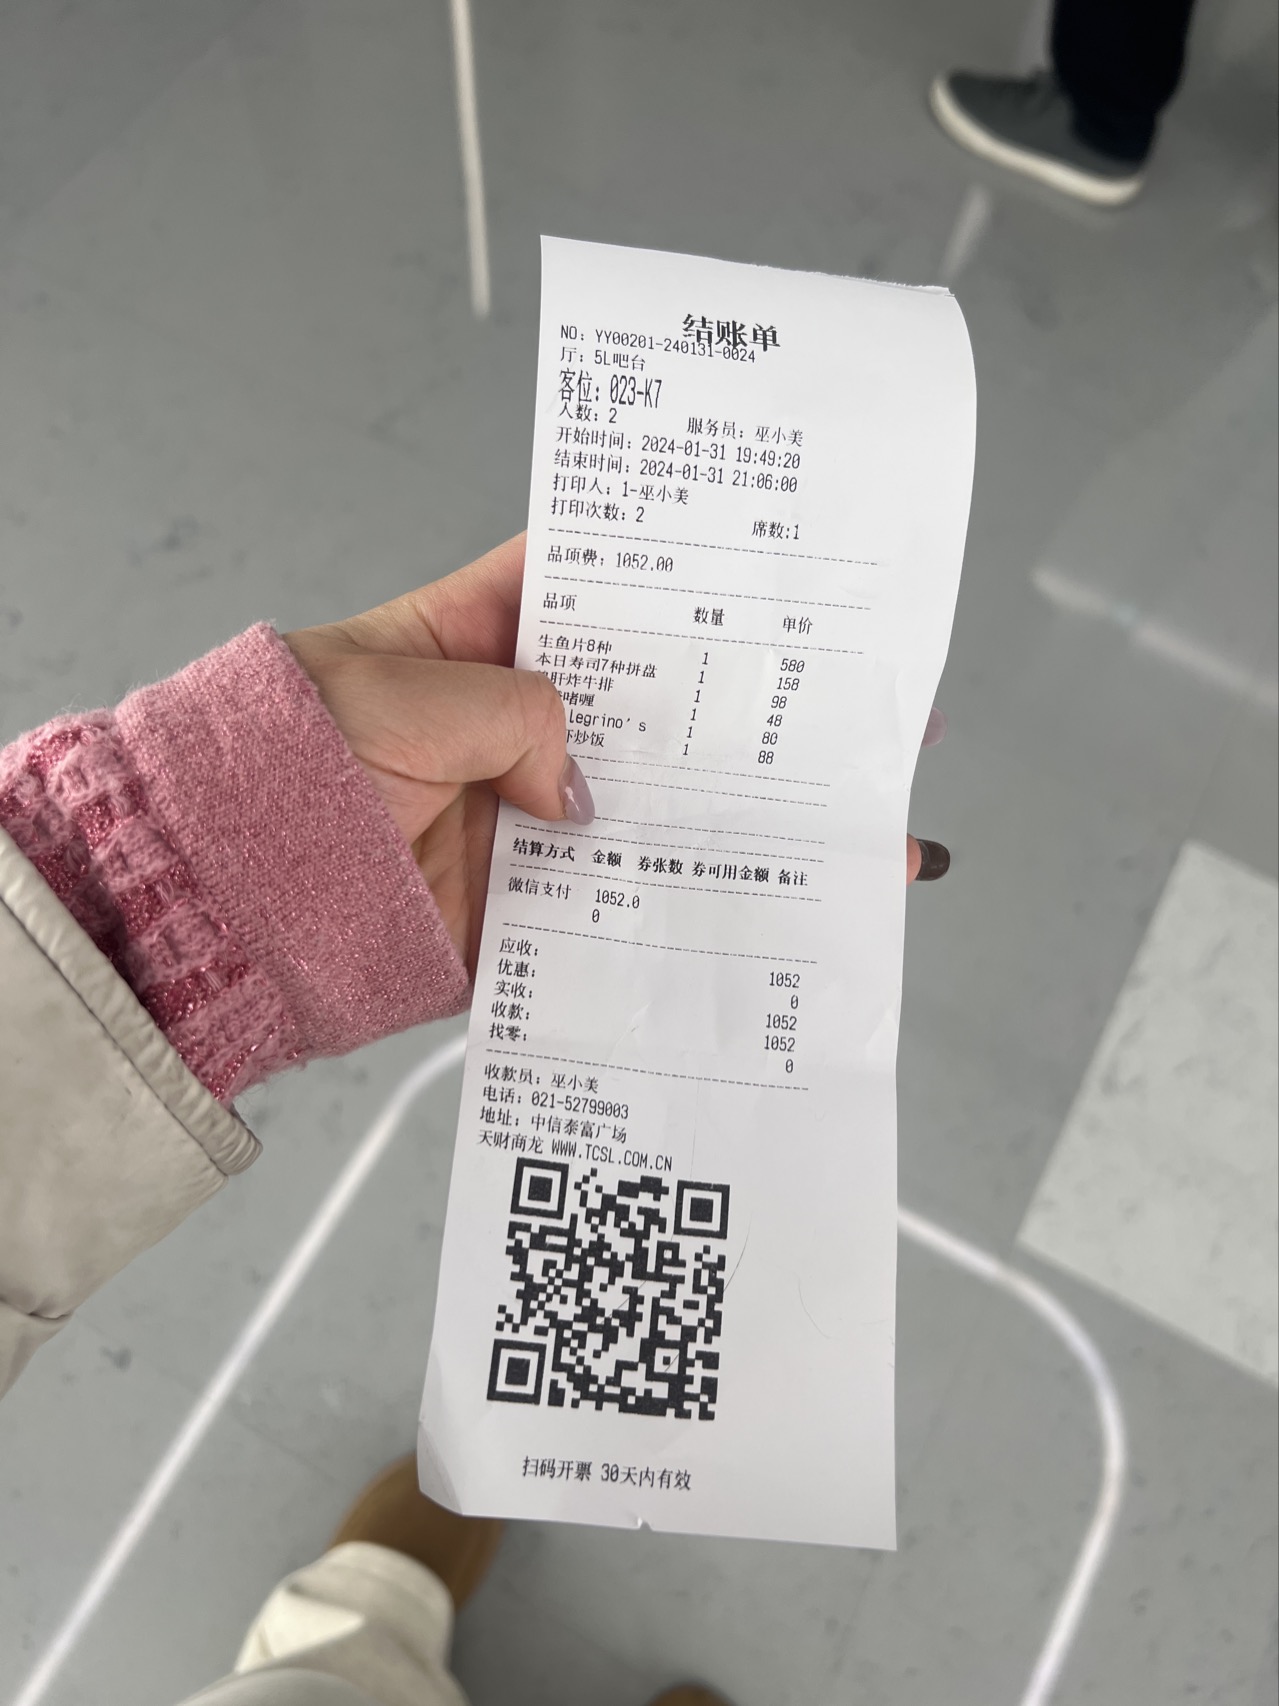 结账单
NO: YY00201-240131-0024
厅: 5L吧台
客位: 023-K7
人数: 2 服务员: 巫小美
开始时间: 2024-01-31 19:49:20
结束时间: 2024-01-31 21:06:00
打印人: 1-巫小美
打印次数: 2 席数:1
品项费: 1052.00
品项 数量 单价
生鱼片8种 1 580
本日寿司7种拼盘 1 158
肝炸牛排 1 98
啫喱 1 48
legrino's 1 80
炒饭 1 88
结算方式 金额 券张数 券可用金额 备注
微信支付 1052.0
0
应收: 1052
优惠: 0
实收: 1052
收款: 1052
找零: 0
收款员: 巫小美
电话: 021-52799003
地址: 中信泰富广场
天财商龙 WWW.TCSL.COM.CN
扫码开票 30天内有效